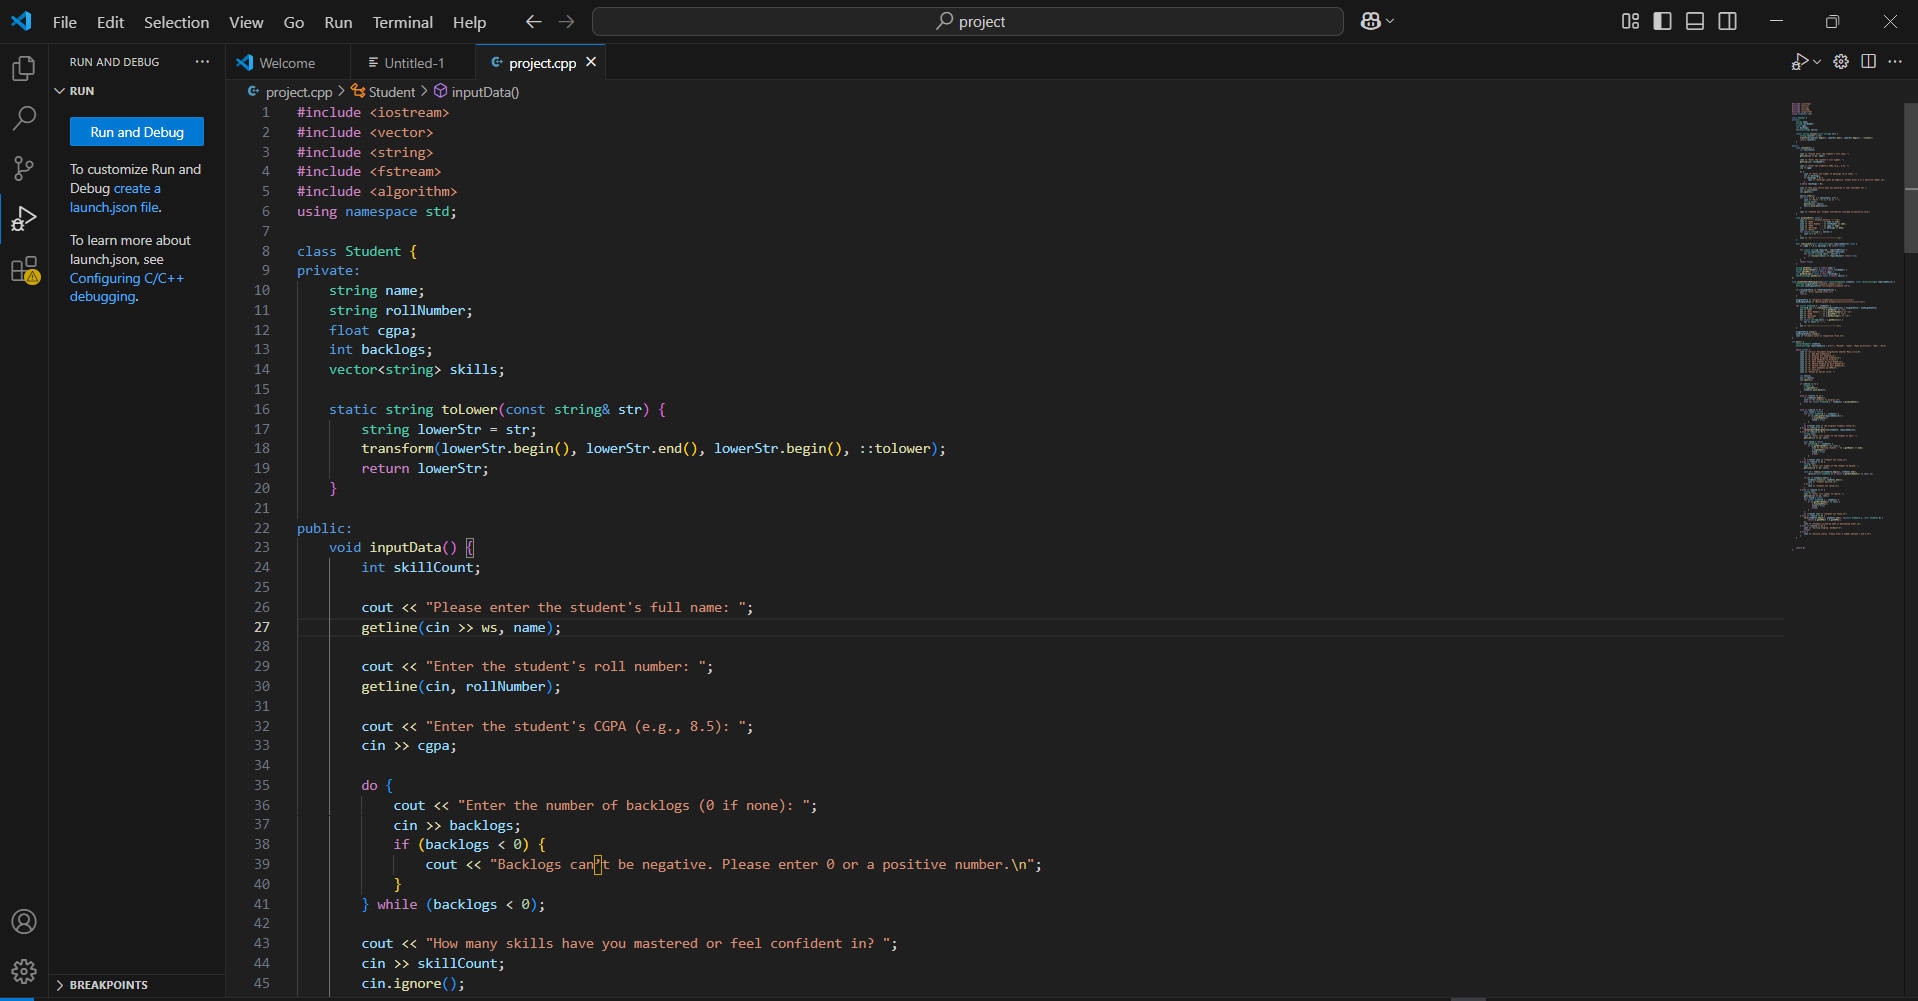 File Edit Selection View Go Run Terminal Help
project
RUN AND DEBUG
RUN
Run and Debug
To customize Run and
Debug create a
launch.json file.
To learn more about
launch.json, see
Configuring C/C++
debugging.
BREAKPOINTS
Welcome
Untitled-1
project.cpp
project.cpp > Student > inputData()
1 #include <iostream>
2 #include <vector>
3 #include <string>
4 #include <fstream>
5 #include <algorithm>
6 using namespace std;
7
8 class Student {
9 private:
10 string name;
11 string rollNumber;
12 float cgpa;
13 int backlogs;
14 vector<string> skills;
15
16 static string toLower(const string& str) {
17 string lowerStr = str;
18 transform(lowerStr.begin(), lowerStr.end(), lowerStr.begin(), ::tolower);
19 return lowerStr;
20 }
21
22 public:
23 void inputData() {
24 int skillCount;
25
26 cout << "Please enter the student's full name: ";
27 getline(cin >> ws, name);
28
29 cout << "Enter the student's roll number: ";
30 getline(cin, rollNumber);
31
32 cout << "Enter the student's CGPA (e.g., 8.5): ";
33 cin >> cgpa;
34
35 do {
36 cout << "Enter the number of backlogs (0 if none): ";
37 cin >> backlogs;
38 if (backlogs < 0) {
39 cout << "Backlogs can’t be negative. Please enter 0 or a positive number.\n";
40 }
41 } while (backlogs < 0);
42
43 cout << "How many skills have you mastered or feel confident in? ";
44 cin >> skillCount;
45 cin.ignore();